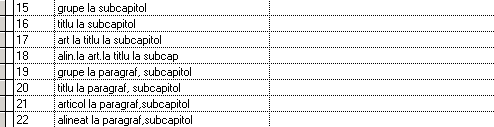 15 grupe la subcapitol
16 titlu la subcapitol
17 art la titlu la subcapitol
18 alin.la art.la titlu la subcap
19 grupe la paragraf, subcapitol
20 titlu la paragraf, subcapitol
21 articol la paragraf,subcapitol
22 alineat la paragraf,subcapitol